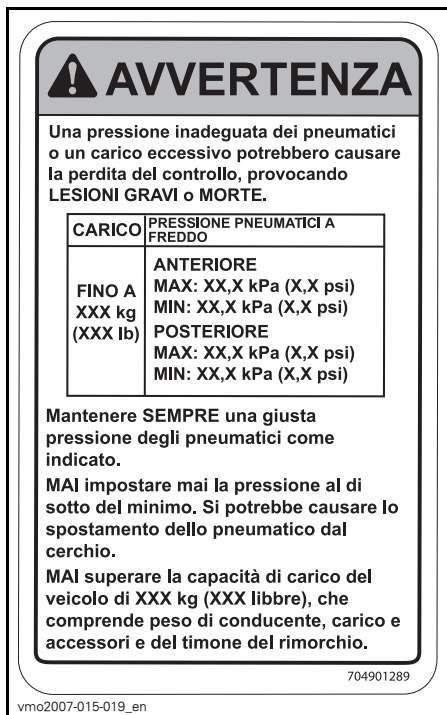 AVVERTENZA
Una pressione inadeguata dei pneumatici
o un carico eccessivo potrebbero causare
la perdita del controllo, provocando
LESIONI GRAVI o MORTE.
CARICO
PRESSIONE PNEUMATICI A
FREDDO
FINO A
XXX kg
(XXX lb)
ANTERIORE
MAX: XX,X kPa (X,X psi)
MIN: XX,X kPa (X,X psi)
POSTERIORE
MAX: XX,X kPa (X,X psi)
MIN: XX,X kPa (X,X psi)
Mantenere SEMPRE una giusta
pressione degli pneumatici come
indicato.
MAI impostare mai la pressione al di
sotto del minimo. Si potrebbe causare lo
spostamento dello pneumatico dal
cerchio.
MAI superare la capacità di carico del
veicolo di XXX kg (XXX libbre), che
comprende peso di conducente, carico e
accessori e del timone del rimorchio.
704901289
vmo2007-015-019_en